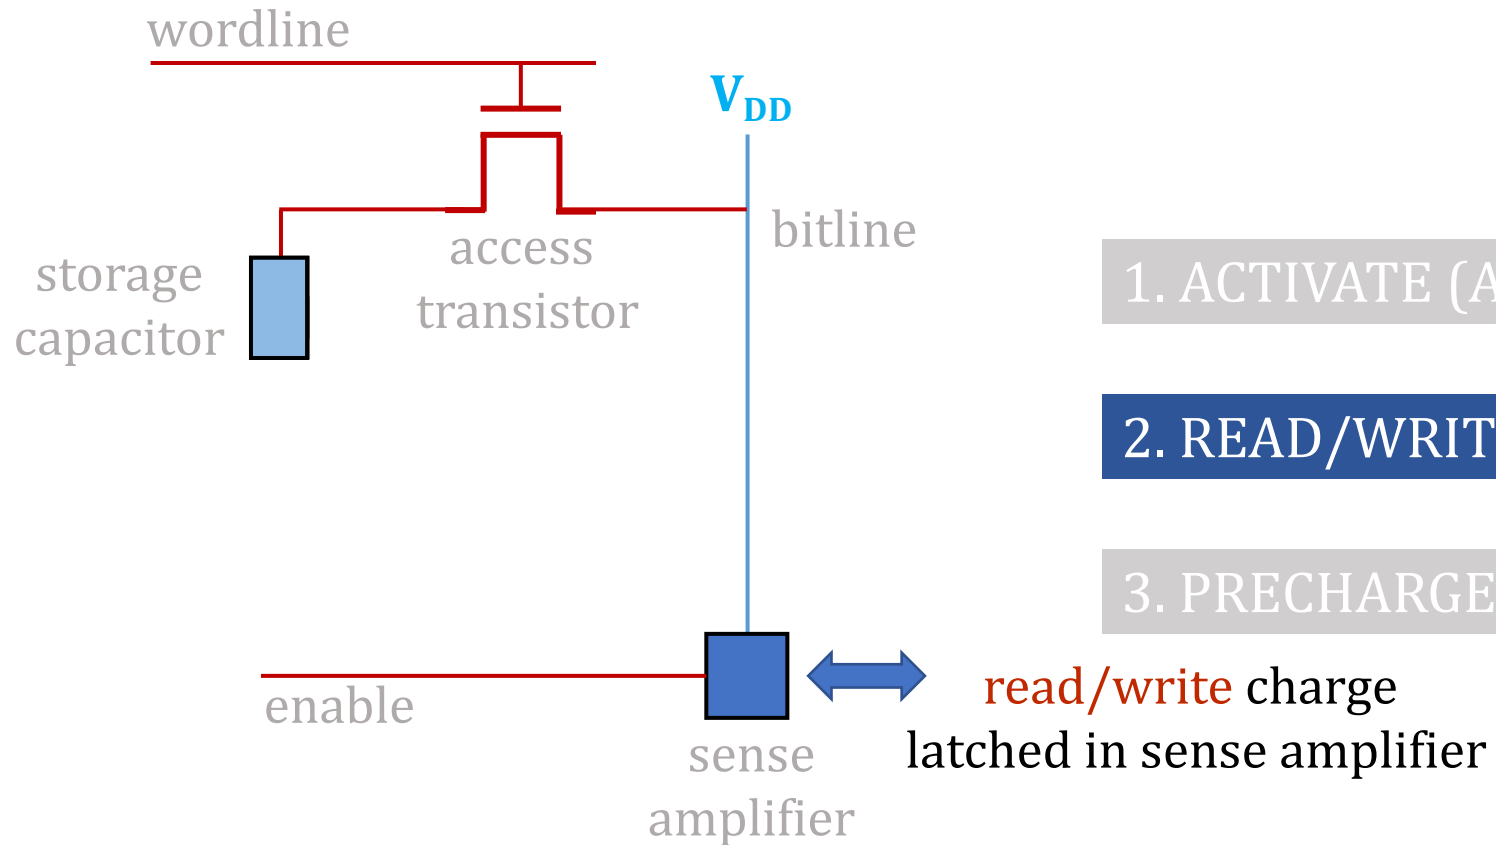 wordline
V_DD
bitline
access
transistor
storage
capacitor
1. ACTIVATE (A
2. READ/WRIT
3. PRECHARGE
enable
read/write charge
latched in sense amplifier
sense
amplifier